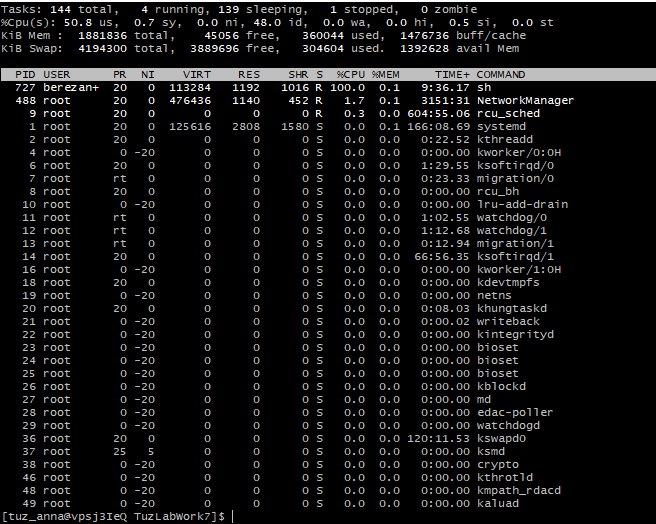 Tasks: 144 total,   4 running, 139 sleeping,   1 stopped,   0 zombie
%Cpu(s): 50.8 us,  0.7 sy,  0.0 ni, 48.0 id,  0.0 wa,  0.0 hi,  0.5 si,  0.0 st
KiB Mem :  1881836 total,    45056 free,   360044 used,  1476736 buff/cache
KiB Swap:  4194300 total,  3889696 free,   304604 used.  1392628 avail Mem
PID USER PR NI VIRT RES SHR S %CPU %MEM TIME+ COMMAND
727 berezan+ 20 0 113284 1192 1016 R 100.0 0.1 9:36.17 sh
488 root 20 0 476436 1140 452 R 1.7 0.1 3151:31 NetworkManager
9 root 20 0 0 0 0 R 0.3 0.0 604:55.06 rcu_sched
1 root 20 0 125616 2808 1580 S 0.0 0.1 166:08.69 systemd
2 root 20 0 0 0 0 S 0.0 0.0 0:22.52 kthreadd
4 root 0 -20 0 0 0 S 0.0 0.0 0:00.00 kworker/0:0H
6 root 20 0 0 0 0 S 0.0 0.0 1:29.55 ksoftirqd/0
7 root rt 0 0 0 0 S 0.0 0.0 0:23.33 migration/0
8 root 20 0 0 0 0 S 0.0 0.0 0:00.00 rcu_bh
10 root 0 -20 0 0 0 S 0.0 0.0 0:00.00 lru-add-drain
11 root rt 0 0 0 0 S 0.0 0.0 1:02.55 watchdog/0
12 root rt 0 0 0 0 S 0.0 0.0 1:12.68 watchdog/1
13 root rt 0 0 0 0 S 0.0 0.0 0:12.94 migration/1
14 root 20 0 0 0 0 S 0.0 0.0 66:56.35 ksoftirqd/1
16 root 0 -20 0 0 0 S 0.0 0.0 0:00.00 kworker/1:0H
18 root 20 0 0 0 0 S 0.0 0.0 0:00.00 kdevtmpfs
19 root 0 -20 0 0 0 S 0.0 0.0 0:00.00 netns
20 root 20 0 0 0 0 S 0.0 0.0 0:08.03 khungtaskd
21 root 0 -20 0 0 0 S 0.0 0.0 0:00.02 writeback
22 root 0 -20 0 0 0 S 0.0 0.0 0:00.00 kintegrityd
23 root 0 -20 0 0 0 S 0.0 0.0 0:00.00 bioset
24 root 0 -20 0 0 0 S 0.0 0.0 0:00.00 bioset
25 root 0 -20 0 0 0 S 0.0 0.0 0:00.00 bioset
26 root 0 -20 0 0 0 S 0.0 0.0 0:00.00 kblockd
27 root 0 -20 0 0 0 S 0.0 0.0 0:00.00 md
28 root 0 -20 0 0 0 S 0.0 0.0 0:00.00 edac-poller
29 root 0 -20 0 0 0 S 0.0 0.0 0:00.00 watchdogd
36 root 20 0 0 0 0 S 0.0 0.0 120:11.53 kswapd0
37 root 25 5 0 0 0 S 0.0 0.0 0:00.00 ksmd
38 root 0 -20 0 0 0 S 0.0 0.0 0:00.00 crypto
46 root 0 -20 0 0 0 S 0.0 0.0 0:00.00 kthrotld
48 root 0 -20 0 0 0 S 0.0 0.0 0:00.00 kmpath_rdacd
49 root 0 -20 0 0 0 S 0.0 0.0 0:00.00 kaluad
[tuz_anna@vpsj3IeQ TuzLabWork7]$